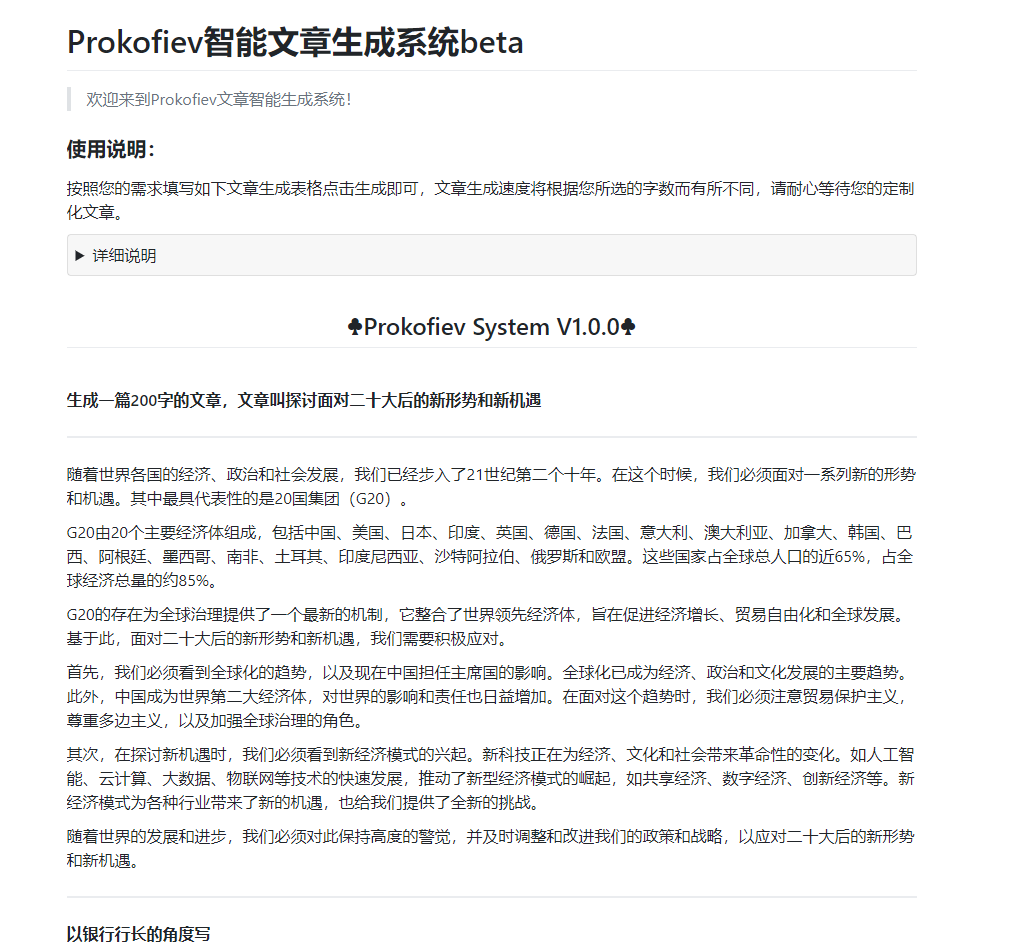 Prokofiev智能文章生成系统beta
欢迎来到Prokofiev文章智能生成系统!
使用说明：
按照您的需求填写如下文章生成表格点击生成即可，文章生成速度将根据您所选的字数而有所不同，请耐心等待您的定制
化文章。
▶ 详细说明
♣Prokofiev System V1.0.0♣
生成一篇200字的文章，文章叫探讨面对二十大后的新形势和新机遇
随着世界各国的经济、政治和社会发展，我们已经步入了21世纪第二个十年。在这个时候，我们必须面对一系列新的形势
和机遇。其中最具代表性的是20国集团（G20）。
G20由20个主要经济体组成，包括中国、美国、日本、印度、英国、德国、法国、意大利、澳大利亚、加拿大、韩国、巴
西、阿根廷、墨西哥、南非、土耳其、印度尼西亚、沙特阿拉伯、俄罗斯和欧盟。这些国家占全球总人口的近65%，占全
球经济总量的约85%。
G20的存在为全球治理提供了一个最新的机制，它整合了世界领先经济体，旨在促进经济增长、贸易自由化和全球发展。
基于此，面对二十大后的新形势和新机遇，我们需要积极应对。
首先，我们必须看到全球化的趋势，以及现在中国担任主席国的影响。全球化已成为经济、政治和文化发展的主要趋势。
此外，中国成为世界第二大经济体，对世界的影响和责任也日益增加。在面对这个趋势时，我们必须注意贸易保护主义，
尊重多边主义，以及加强全球治理的角色。
其次，在探讨新机遇时，我们必须看到新经济模式的兴起。新科技正在为经济、文化和社会带来革命性的变化。如人工智
能、云计算、大数据、物联网等技术的快速发展，推动了新型经济模式的崛起，如共享经济、数字经济、创新经济等。新
经济模式为各种行业带来了新的机遇，也给我们提供了全新的挑战。
随着世界的发展和进步，我们必须对此保持高度的警觉，并及时调整和改进我们的政策和战略，以应对二十大后的新形势
和新机遇。
以银行行长的角度写